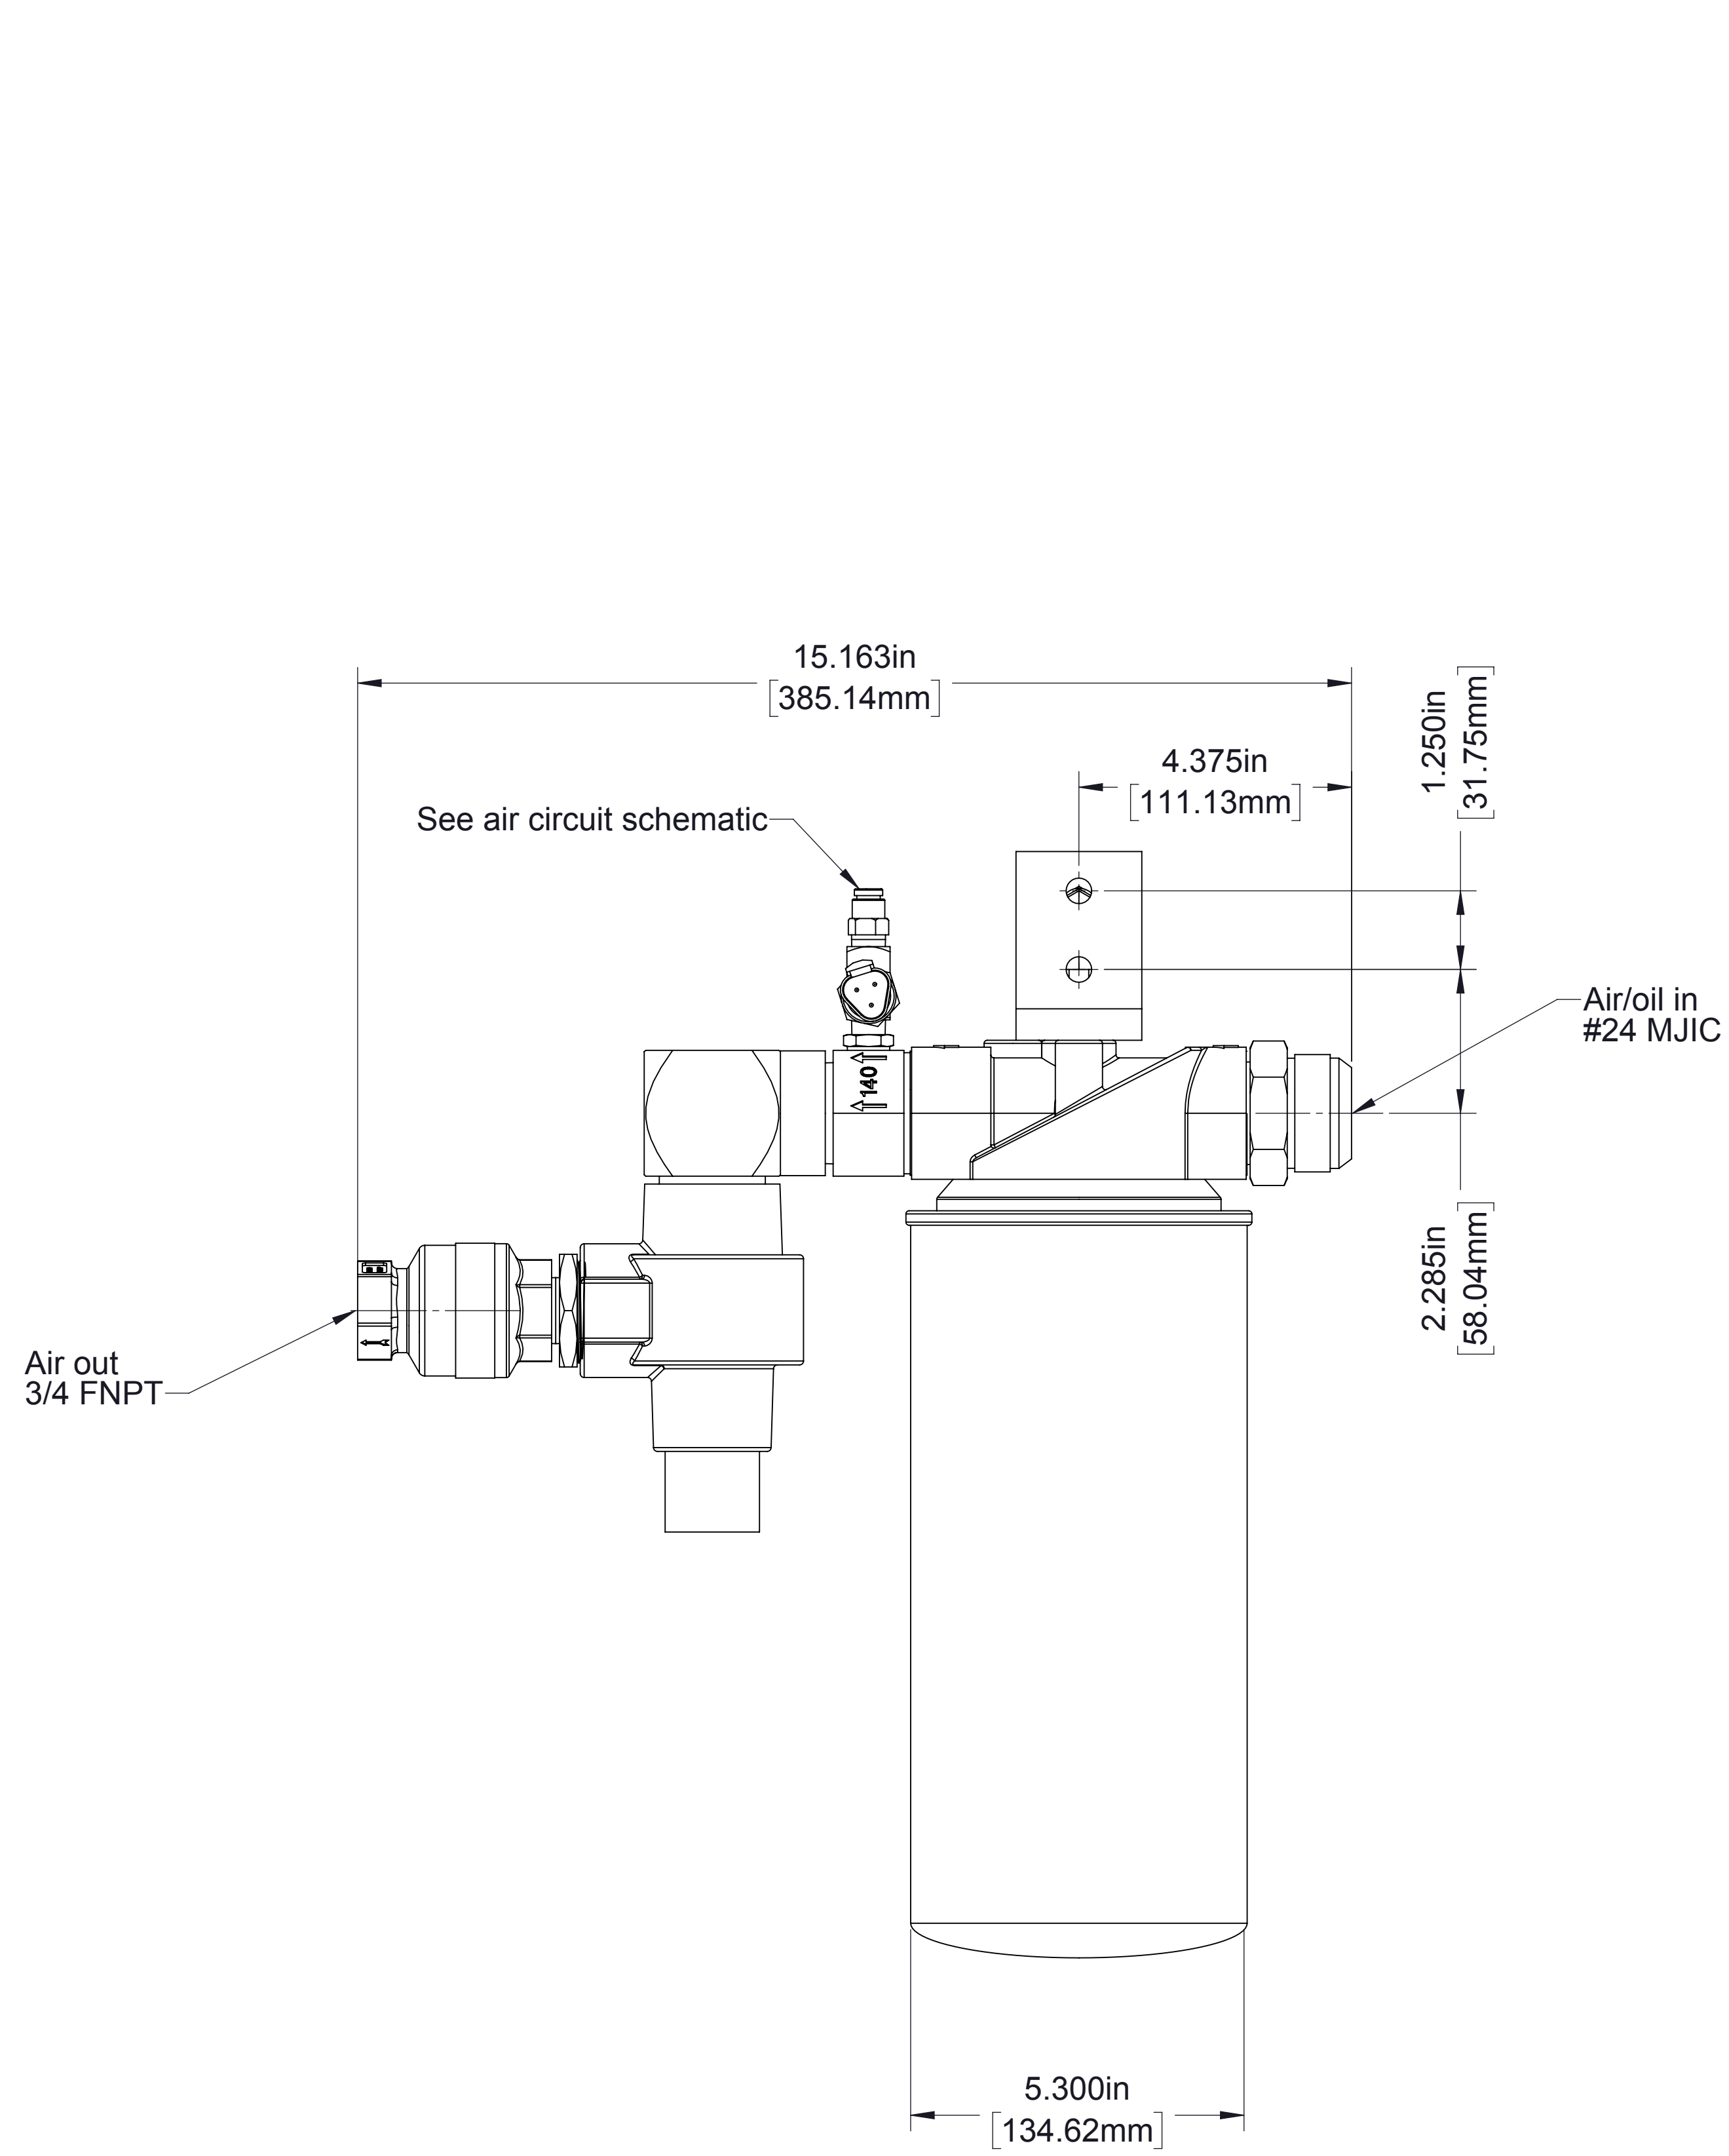 15.163in
[385.14mm]
4.375in
[111.13mm]
1.250in
[31.75mm]
See air circuit schematic
Air/oil in
#24 MJIC
140
2.285in
[58.04mm]
Air out
3/4 FNPT
5.300in
[134.62mm]